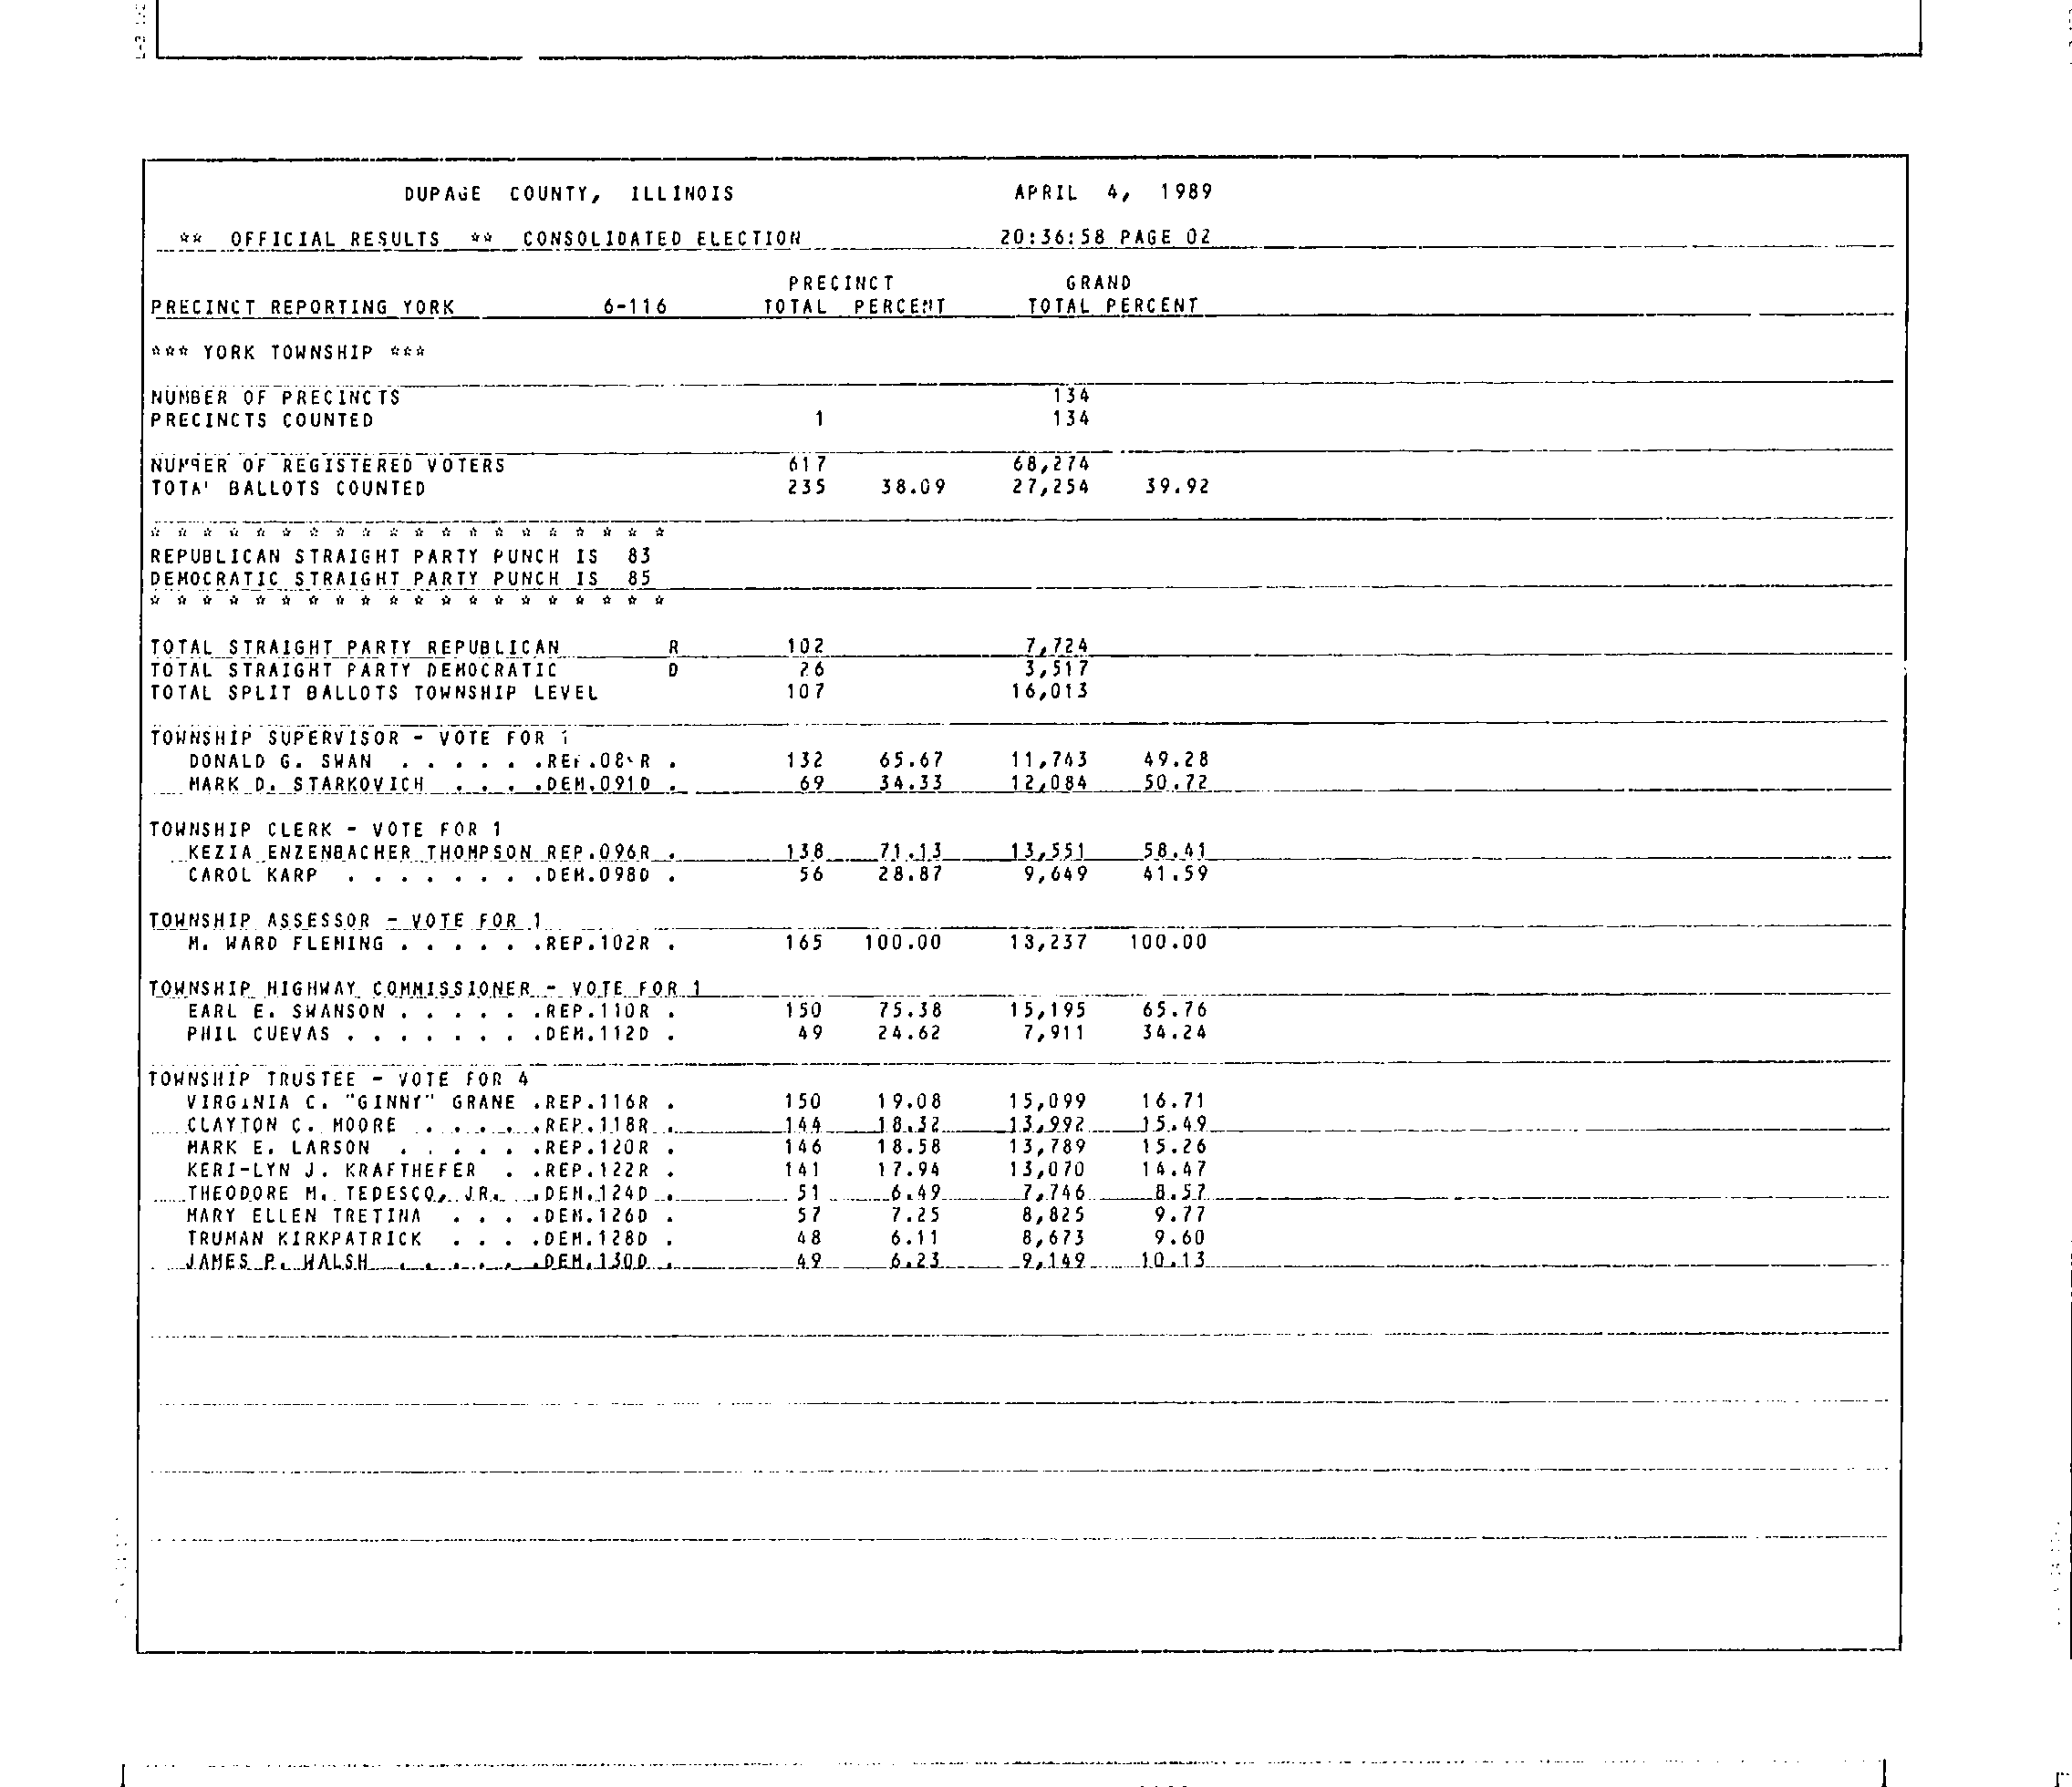 DUPAGE COUNTY, ILLINOIS APRIL 4, 1989
** OFFICIAL RESULTS ** CONSOLIDATED ELECTION 20:36:58 PAGE 02
PRECINCT GRAND
PRECINCT REPORTING YORK 6-116 TOTAL PERCENT TOTAL PERCENT
*** YORK TOWNSHIP ***
NUMBER OF PRECINCTS 134
PRECINCTS COUNTED 1 134
NUMBER OF REGISTERED VOTERS 617 68,274
TOTAL BALLOTS COUNTED 235 38.09 27,254 39.92
* * * * * * * * * * * * * * * * * * * *
REPUBLICAN STRAIGHT PARTY PUNCH IS 83
DEMOCRATIC STRAIGHT PARTY PUNCH IS 85
* * * * * * * * * * * * * * * * * * * *
TOTAL STRAIGHT PARTY REPUBLICAN R 102 7,724
TOTAL STRAIGHT PARTY DEMOCRATIC D 26 3,517
TOTAL SPLIT BALLOTS TOWNSHIP LEVEL 107 16,013
TOWNSHIP SUPERVISOR - VOTE FOR 1
DONALD G. SWAN . . . . . .REP . 132 65.67 11,743 49.28
MARK D. STARKOVICH . . . .DEM.091D . 69 34.33 12,084 50.72
TOWNSHIP CLERK - VOTE FOR 1
KEZIA ENZENBACHER THOMPSON REP.096R . 138 71.13 13,551 58.41
CAROL KARP . . . . . . . .DEM.098D . 56 28.87 9,649 41.59
TOWNSHIP ASSESSOR - VOTE FOR 1
M. WARD FLEMING . . . . . .REP.102R . 165 100.00 13,237 100.00
TOWNSHIP HIGHWAY COMMISSIONER - VOTE FOR 1
EARL E. SWANSON . . . . . .REP.110R . 150 75.38 15,195 65.76
PHIL CUEVAS . . . . . . . .DEM.112D . 49 24.62 7,911 34.24
TOWNSHIP TRUSTEE - VOTE FOR 4
VIRGINIA C. "GINNY" GRANE .REP.116R . 150 19.08 15,099 16.71
CLAYTON C. MOORE . . . . .REP.118R . 144 18.32 13,992 15.49
MARK E. LARSON . . . . . .REP.120R . 146 18.58 13,789 15.26
KERI-LYN J. KRAFTHEFER . .REP.122R . 141 17.94 13,070 14.47
THEODORE M. TEDESCO, JR. .DEM.124D . 51 6.49 7,746 8.57
MARY ELLEN TRETINA . . . .DEM.126D . 57 7.25 8,825 9.77
TRUMAN KIRKPATRICK . . . .DEM.128D . 48 6.11 8,673 9.60
JAMES P. WALSH . . . . . .DEM.130D . 49 6.23 9,149 10.13